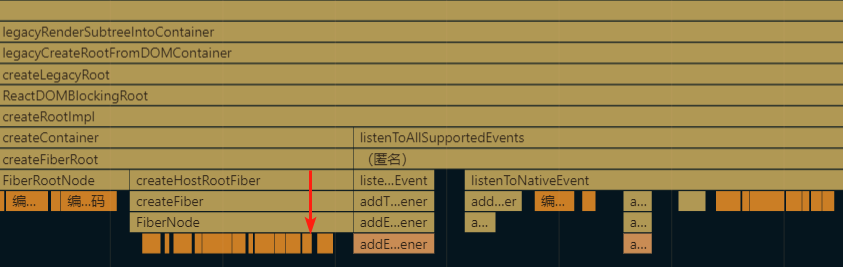 legacyRenderSubtreeIntoContainer
legacyCreateRootFromDOMContainer
createLegacyRoot
ReactDOMBlockingRoot
createRootImpl
createContainer listenToAllSupportedEvents
createFiberRoot （匿名）
FiberRootNode createHostRootFiber liste…Event listenToNativeEvent
编… 编…码 createFiber addT…ener add…er 编… a…
FiberNode addE…ener a… a…
addE…ener a…